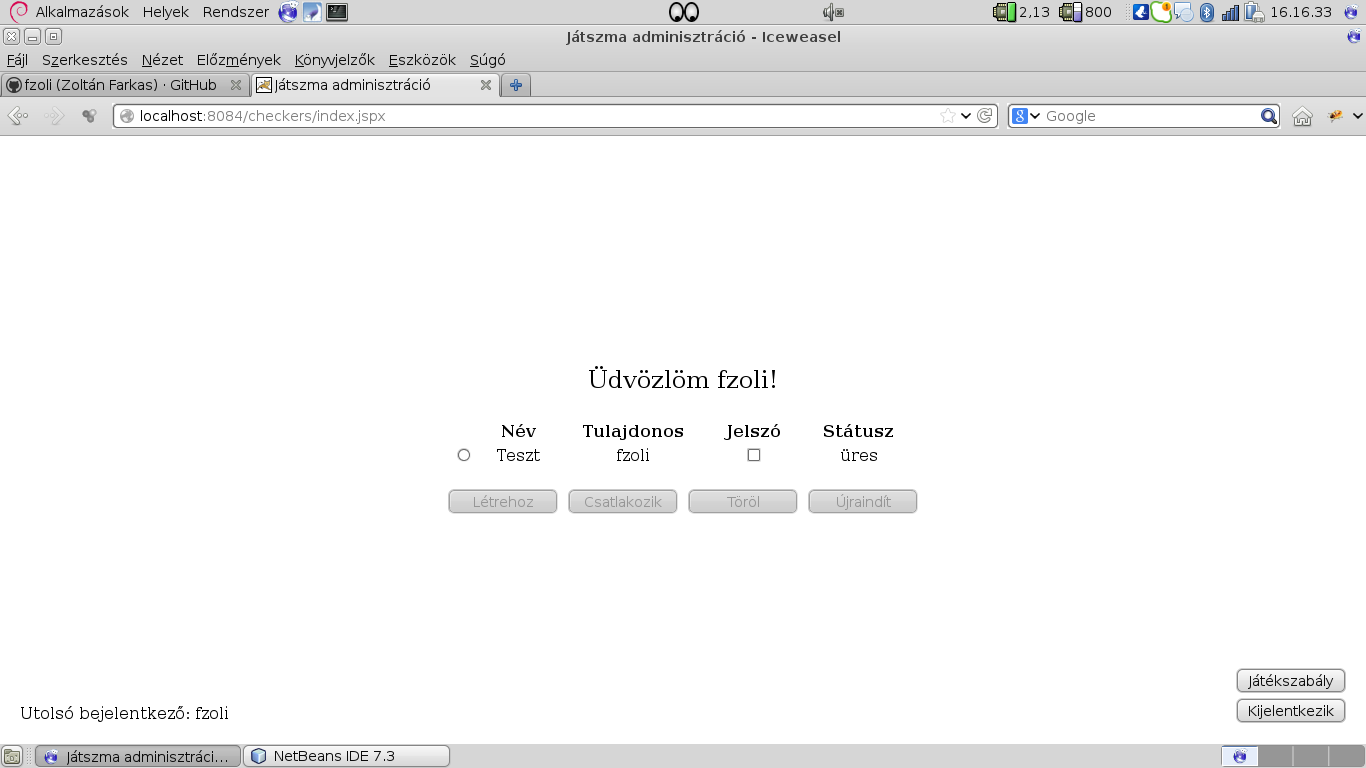 Alkalmazások Helyek Rendszer 2,13 800 16.16.33
Játszma adminisztráció - Iceweasel
Fájl Szerkesztés Nézet Előzmények Könyvjelzők Eszközök Súgó
fzoli (Zoltán Farkas) · GitHub Játszma adminisztráció
localhost:8084/checkers/index.jspx Google
Üdvözlöm fzoli!
Név Tulajdonos Jelszó Státusz
Teszt fzoli üres
Létrehoz Csatlakozik Töröl Újraindít
Játékszabály
Kijelentkezik
Utolsó bejelentkező: fzoli
Játszma adminisztráci... NetBeans IDE 7.3